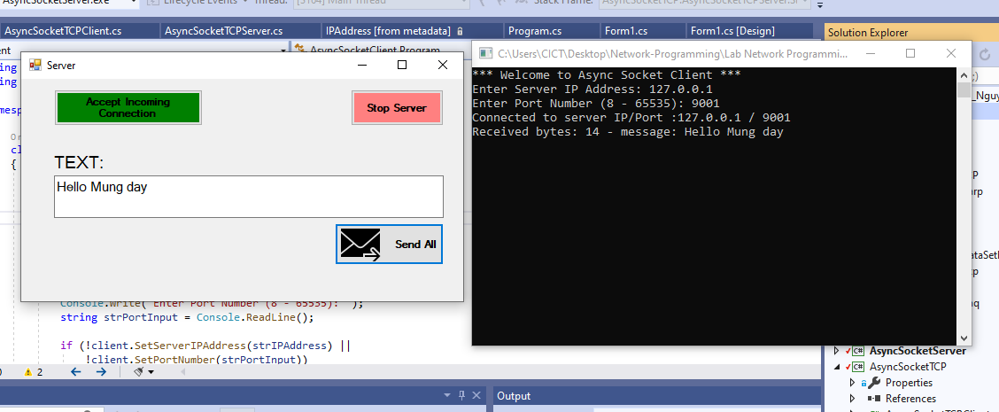 AsyncSocketServer.exe
Lifecycle Events
Thread:
[5104] Main Thread
Stack Frame:
AsyncSocketTCPClient.cs
AsyncSocketTCPServer.cs
IPAddress [from metadata]
Program.cs
Form1.cs
Form1.cs [Design]
Solution Explorer
AsyncSocketClient.Program
Server
Accept Incoming
Connection
Stop Server
TEXT:
Hello Mung day
Send All
C:\Users\CICT\Desktop\Network-Programming\Lab Network Programmi...
*** Welcome to Async Socket Client ***
Enter Server IP Address: 127.0.0.1
Enter Port Number (8 - 65535): 9001
Connected to server IP/Port :127.0.0.1 / 9001
Received bytes: 14 - message: Hello Mung day
Console.Write("Enter Port Number (8 - 65535): ");
string strPortInput = Console.ReadLine();
if (!client.SetServerIPAddress(strIPAddress) ||
!client.SetPortNumber(strPortInput))
2
Output
AsyncSocketServer
AsyncSocketTCP
Properties
References
AsyncSocketTCPClient